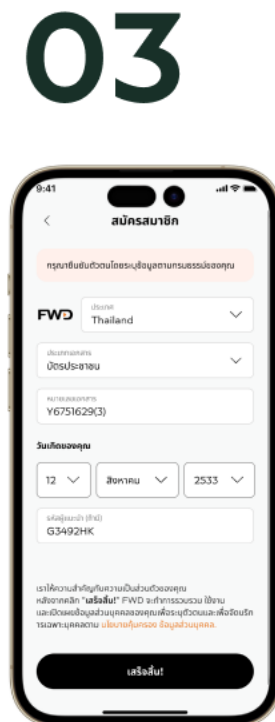 03
9:41
สมัครสมาชิก
กรุณายืนยันตัวตนโดยระบุข้อมูลตามกรมธรรม์ของคุณ
FWD
ประเทศ
Thailand
ประเภทเอกสาร
บัตรประชาชน
หมายเลขเอกสาร
Y6751629(3)
วันเกิดของคุณ
12 สิงหาคม 2533
รหัสผู้แนะนำ (ถ้ามี)
G3492HK
เราให้ความสำคัญกับความเป็นส่วนตัวของคุณ
หลังจากคลิก "เสร็จสิ้น!" FWD จะทำการรวบรวม ใช้งาน
และเปิดเผยข้อมูลส่วนบุคคลของคุณเพื่อระบุตัวตนและเพื่อจัดบริก
ารเฉพาะบุคคลตาม นโยบายคุ้มครอง ข้อมูลส่วนบุคคล.
เสร็จสิ้น!